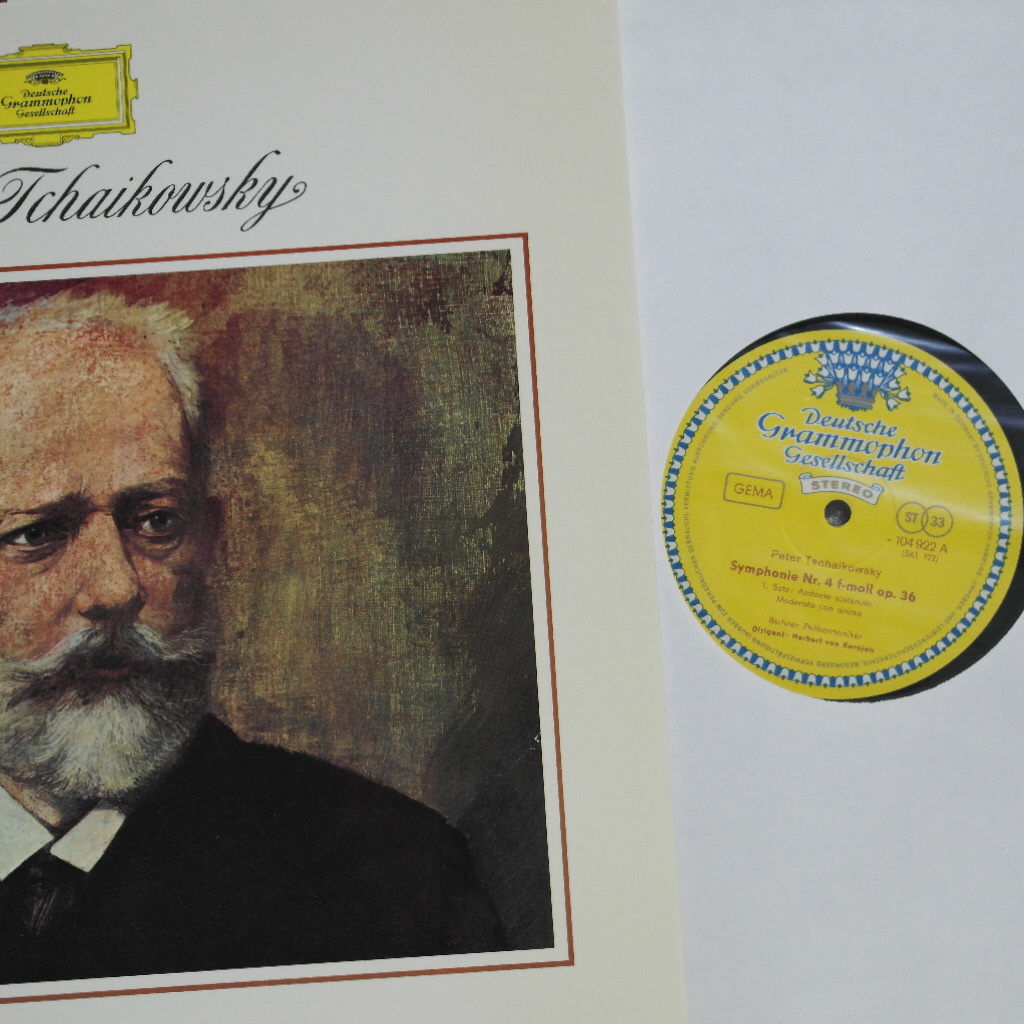 Deutsche
Grammophon
Gesellschaft
Tchaikowsky
Deutsche
Grammophon
Gesellschaft
STEREO
GEMA
ST 33
104 922 A
(SKL 922)
Peter Tschaikowsky
Symphonie Nr. 4 f-moll op. 36
1. Satz: Andante sostenuto
Moderato con anima
Berliner Philharmoniker
Dirigent: Herbert von Karajan